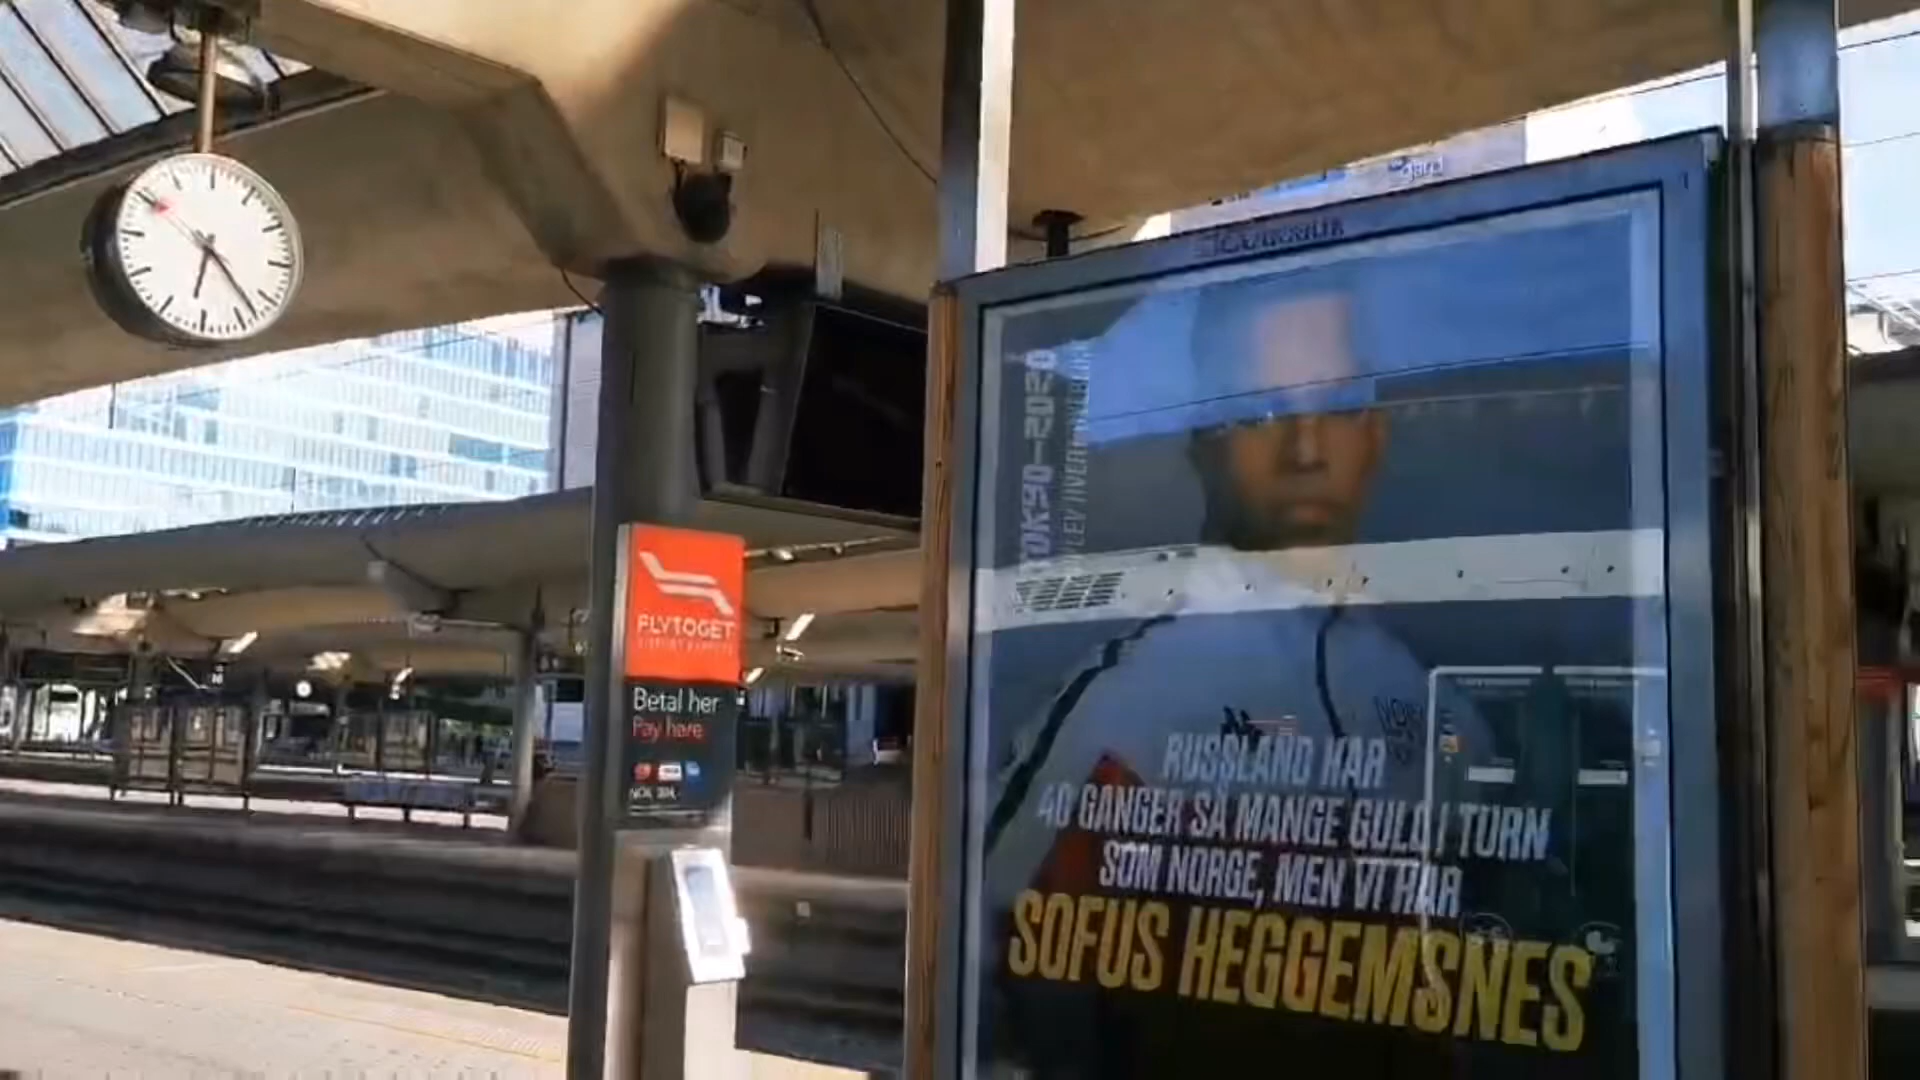 FLYTOGET
Betal her
Pay here
TOKYO-2020
RUSSLAND HAR
40 GANGER SÅ MANGE GULL I TURN
SOM NORGE, MEN VI HAR
SOFUS HEGGEMSNES